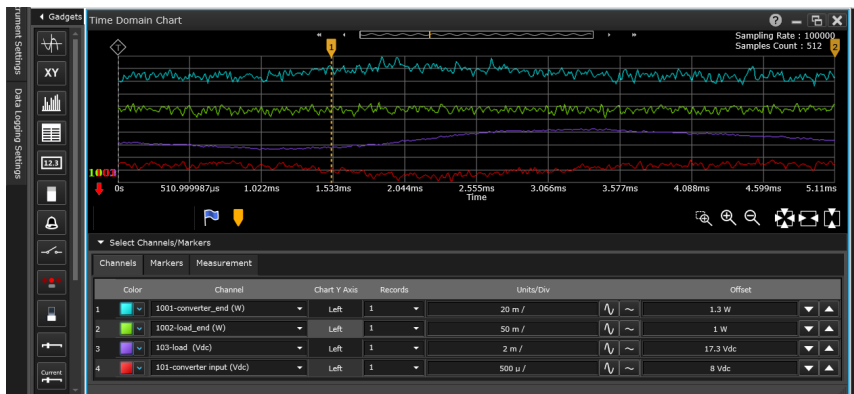 Instrument Settings
Data Logging Settings
Gadgets
XY
12.3
Current
Time Domain Chart
Sampling Rate : 100000
Samples Count : 512
T
1
2
0s 510.999987µs 1.022ms 1.533ms 2.044ms 2.555ms 3.066ms 3.577ms 4.088ms 4.599ms 5.11ms
Time
Select Channels/Markers
Channels Markers Measurement
Color Channel Chart Y Axis Records Units/Div Offset
1 1001-converter_end (W) Left 1 20 m / 1.3 W
2 1002-load_end (W) Left 1 50 m / 1 W
3 103-load (Vdc) Left 1 2 m / 17.3 Vdc
4 101-converter input (Vdc) Left 1 500 µ / 8 Vdc